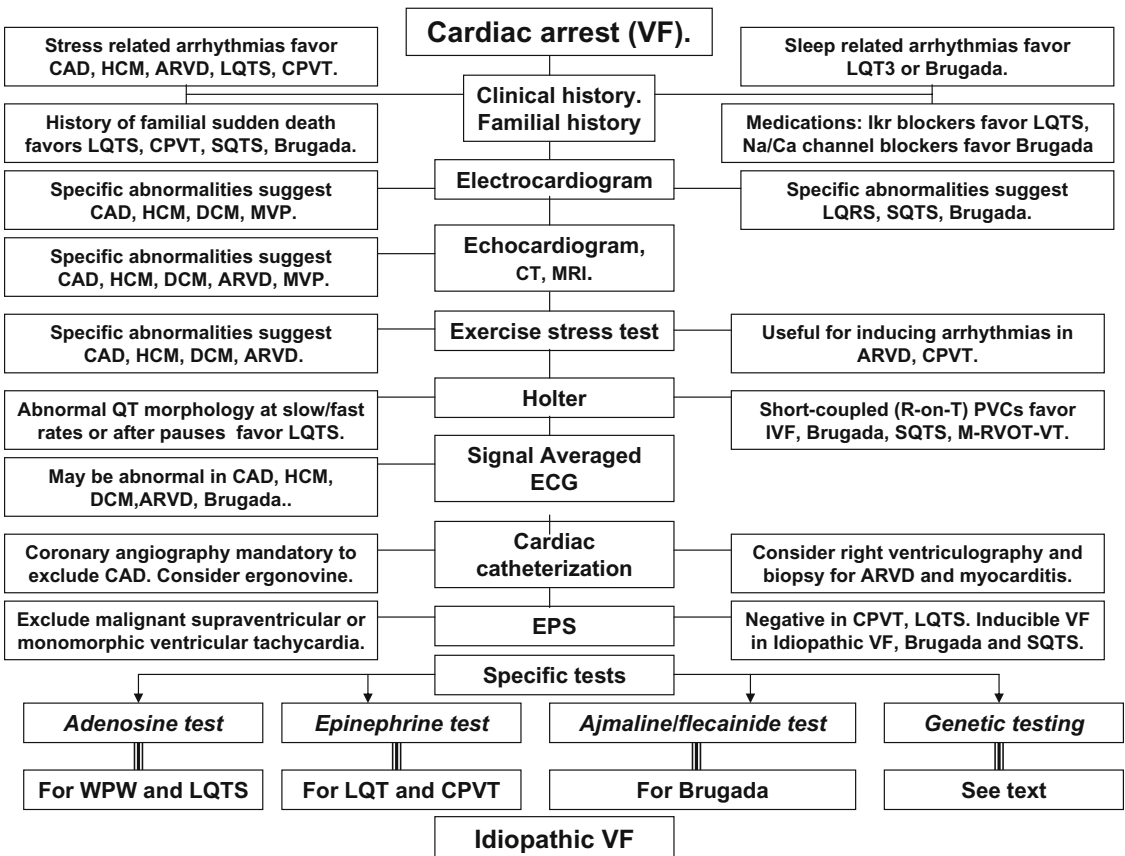 Cardiac arrest (VF).
Stress related arrhythmias favor
CAD, HCM, ARVD, LQTS, CPVT.
Sleep related arrhythmias favor
LQT3 or Brugada.
Clinical history.
Familial history
History of familial sudden death
favors LQTS, CPVT, SQTS, Brugada.
Medications: Ikr blockers favor LQTS,
Na/Ca channel blockers favor Brugada
Electrocardiogram
Specific abnormalities suggest
CAD, HCM, DCM, MVP.
Specific abnormalities suggest
LQRS, SQTS, Brugada.
Echocardiogram,
CT, MRI.
Specific abnormalities suggest
CAD, HCM, DCM, ARVD, MVP.
Exercise stress test
Specific abnormalities suggest
CAD, HCM, DCM, ARVD.
Useful for inducing arrhythmias in
ARVD, CPVT.
Holter
Abnormal QT morphology at slow/fast
rates or after pauses favor LQTS.
Short-coupled (R-on-T) PVCs favor
IVF, Brugada, SQTS, M-RVOT-VT.
Signal Averaged
ECG
May be abnormal in CAD, HCM,
DCM,ARVD, Brugada..
Cardiac
catheterization
Coronary angiography mandatory to
exclude CAD. Consider ergonovine.
Consider right ventriculography and
biopsy for ARVD and myocarditis.
EPS
Exclude malignant supraventricular or
monomorphic ventricular tachycardia.
Negative in CPVT, LQTS. Inducible VF
in Idiopathic VF, Brugada and SQTS.
Specific tests
Adenosine test
Epinephrine test
Ajmaline/flecainide test
Genetic testing
For WPW and LQTS
For LQT and CPVT
For Brugada
See text
Idiopathic VF